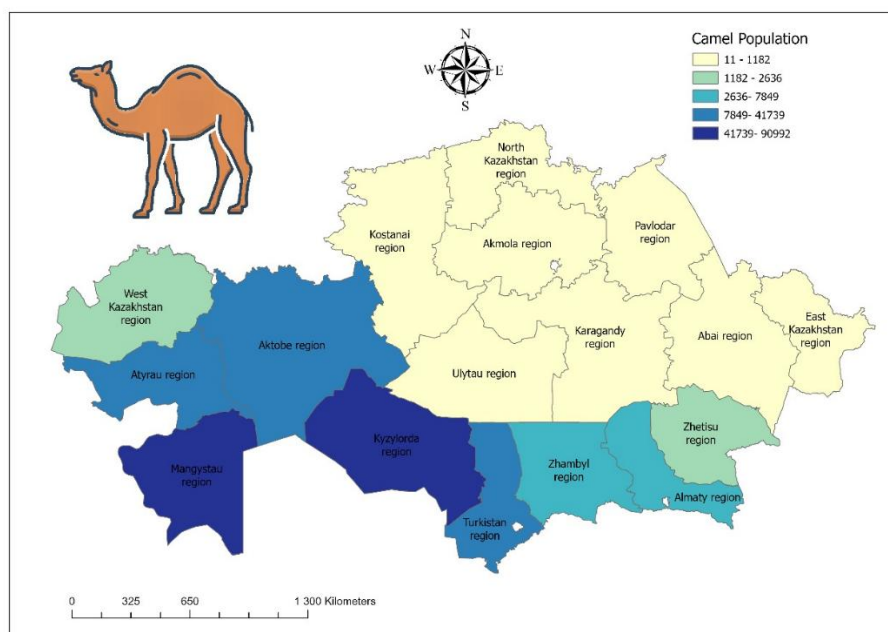 N
W E
S
Camel Population
11 - 1182
1182 - 2636
2636- 7849
7849- 41739
41739- 90992
North
Kazakhstan
region
Kostanai
region
Akmola region
Pavlodar
region
West
Kazakhstan
region
Aktobe region
Atyrau region
Ulytau region
Karagandy
region
Abai region
East
Kazakhstan
region
Mangystau
region
Kyzylorda
region
Turkistan
region
Zhambyl
region
Zhetisu
region
Almaty region
0 325 650 1 300 Kilometers